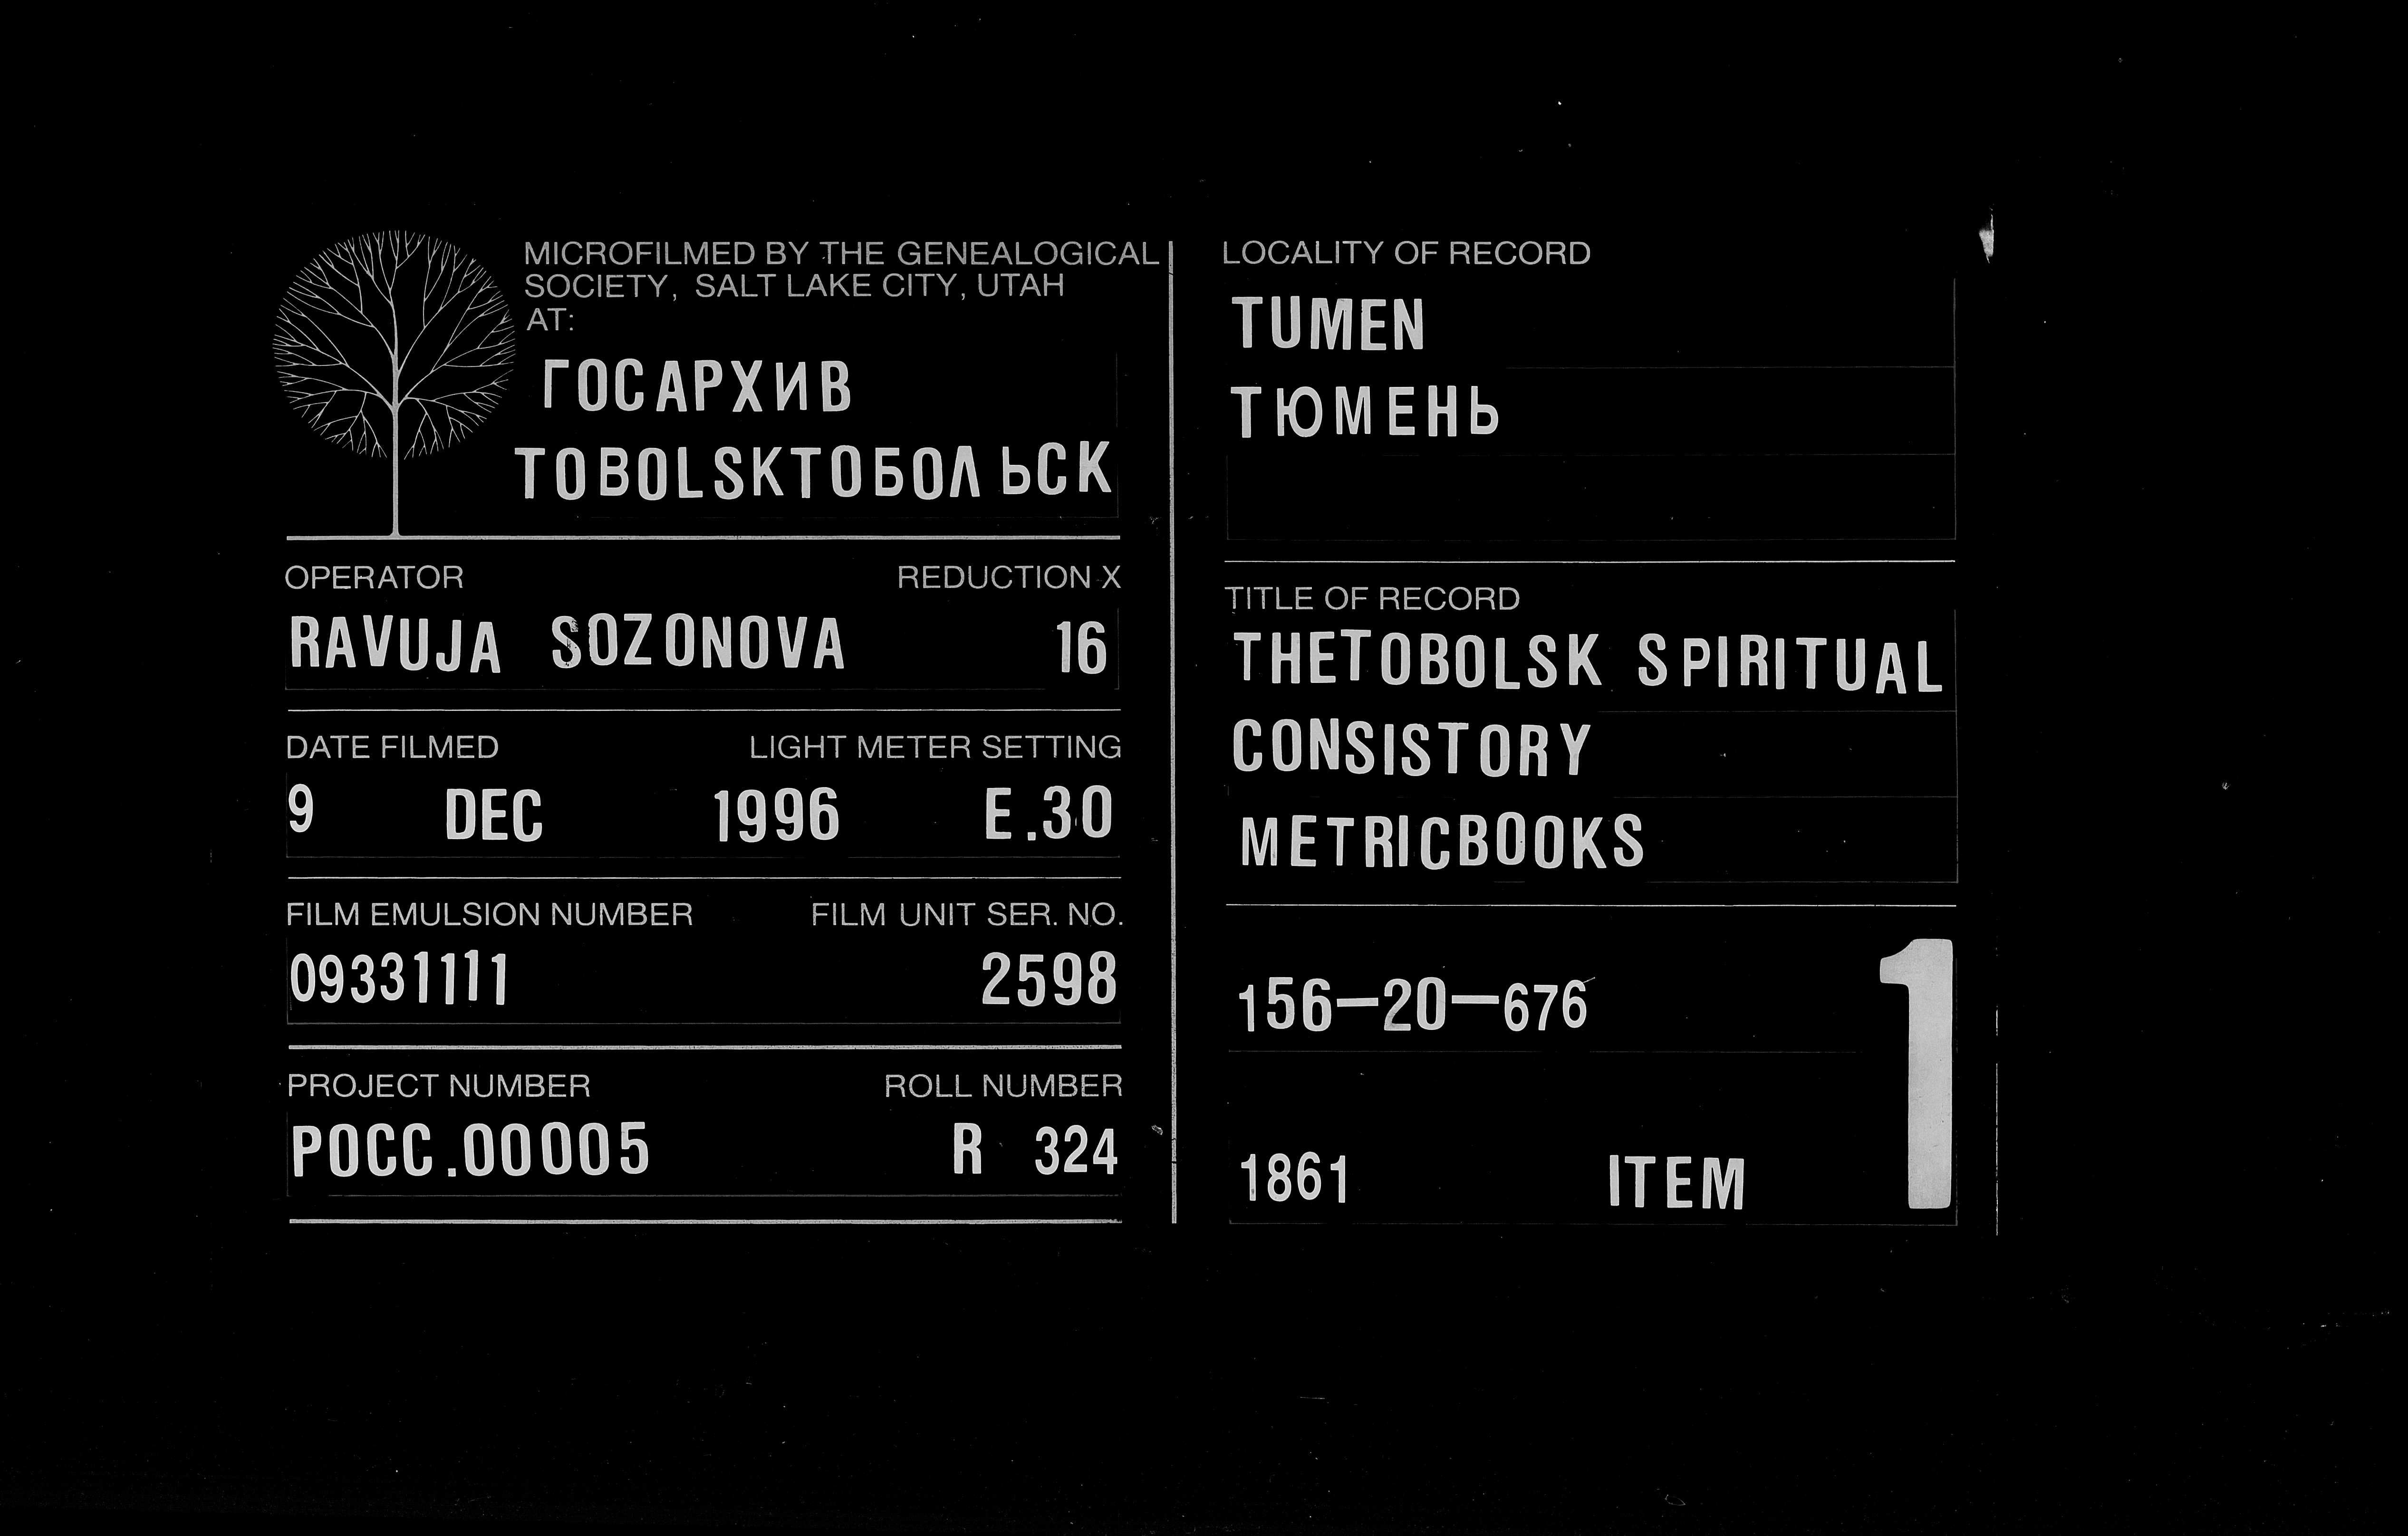 MICROFILMED BY THE GENEALOGICAL
SOCIETY, SALT LAKE CITY, UTAH
AT:
ГОСАРХИВ
TOBOLSKТОБОЛЬСК
OPERATOR REDUCTION X
RAVUJA SOZONOVA 16
DATE FILMED LIGHT METER SETTING
9 DEC 1996 E.30
FILM EMULSION NUMBER FILM UNIT SER. NO.
09331111 2598
PROJECT NUMBER ROLL NUMBER
РОСС.00005 R 324
LOCALITY OF RECORD
TUMEN
ТЮМЕНЬ
TITLE OF RECORD
THETOBOLSK SPIRITUAL
CONSISTORY
METRICBOOKS
156—20—676
1861 ITEM 1